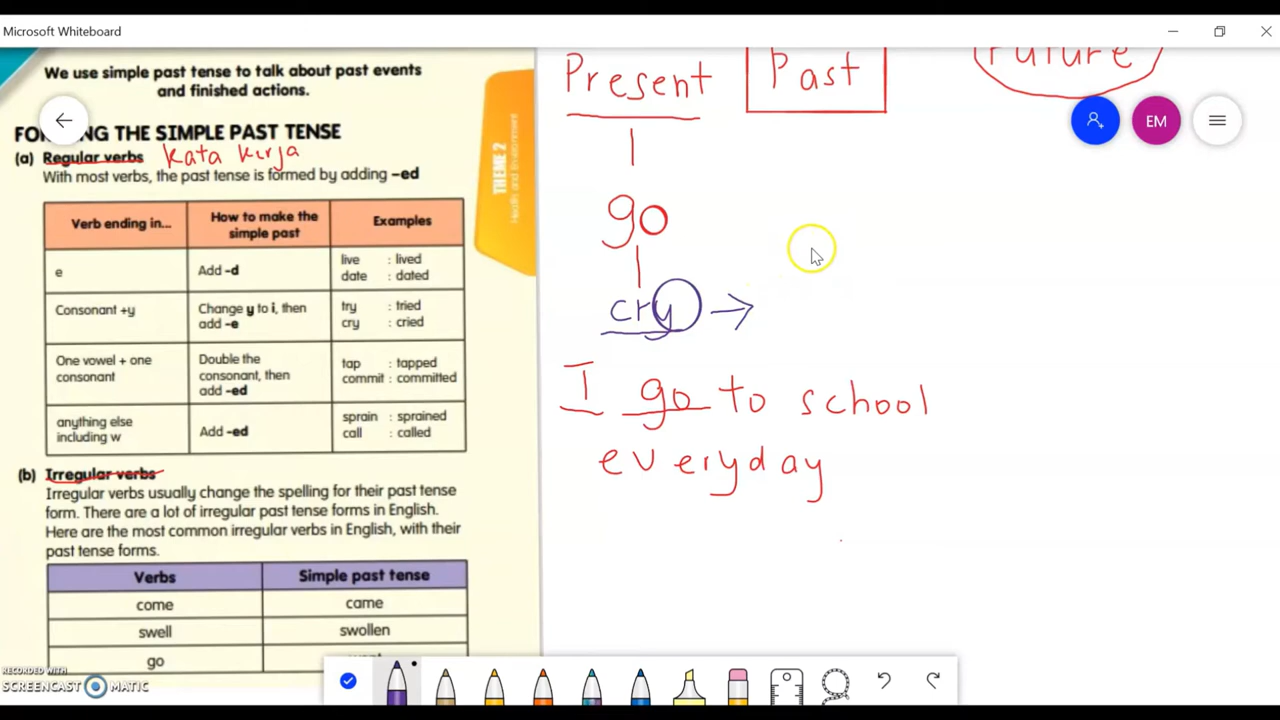 Microsoft Whiteboard
We use simple past tense to talk about past events
and finished actions.
THE SIMPLE PAST TENSE
(a) Regular verbs kata kirja
With most verbs, the past tense is formed by adding –ed
Verb ending in... How to make the simple past Examples
e Add -d live : lived
date : dated
Consonant +y Change y to i, then add -e try : tried
cry : cried
One vowel + one consonant Double the consonant, then add -ed tap : tapped
commit : committed
anything else including w Add -ed sprain : sprained
call : called
(b) Irregular verbs
Irregular verbs usually change the spelling for their past tense
form. There are a lot of irregular past tense forms in English.
Here are the most common irregular verbs in English, with their
past tense forms.
Verbs Simple past tense
come came
swell swollen
go
THEME 2
Health and Environment
Present Past Future
go
cry →
I go to school
everyday
EM
RECORDED WITH
SCREENCAST MATIC